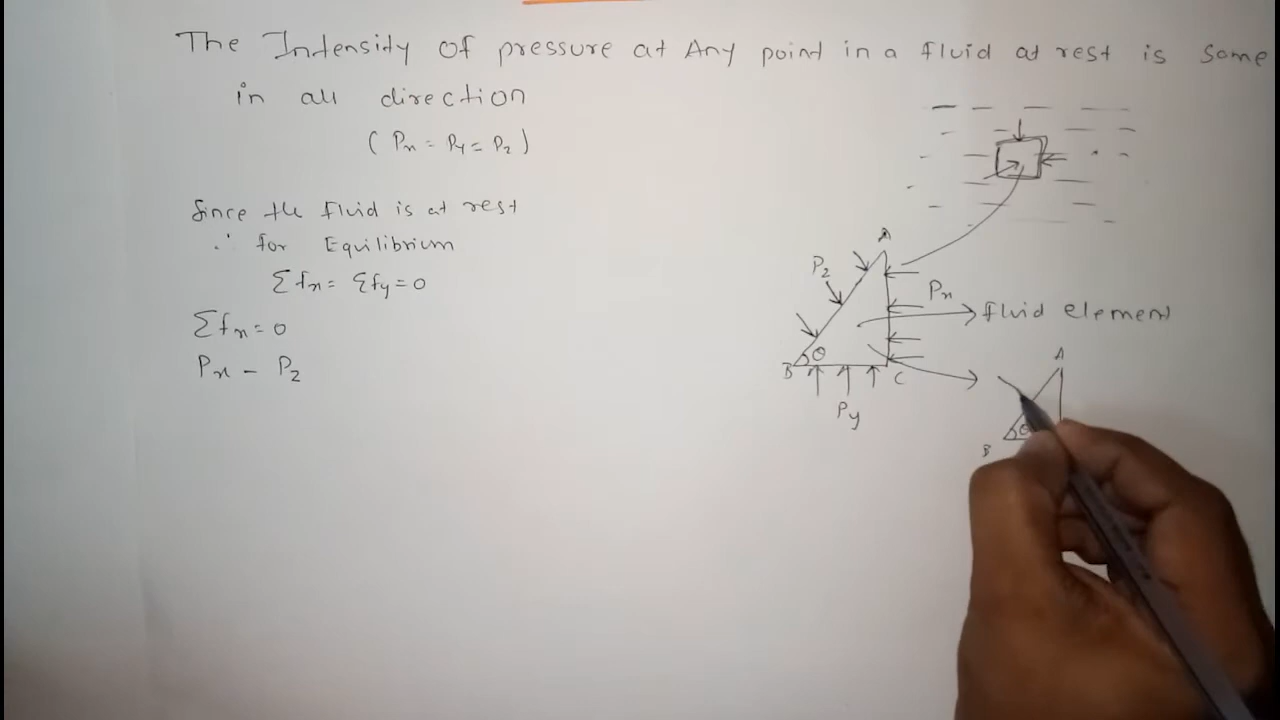 The Intensity of pressure at Any point in a fluid at rest is same
in all direction
( Px = Py = Pz )
Since the fluid is at rest
∴ for Equilibrium
Σfx = Σfy = 0
Σfx = 0
Px - Pz
A
Pz
Px
fluid element
θ
B
C
Py
A
θ
B